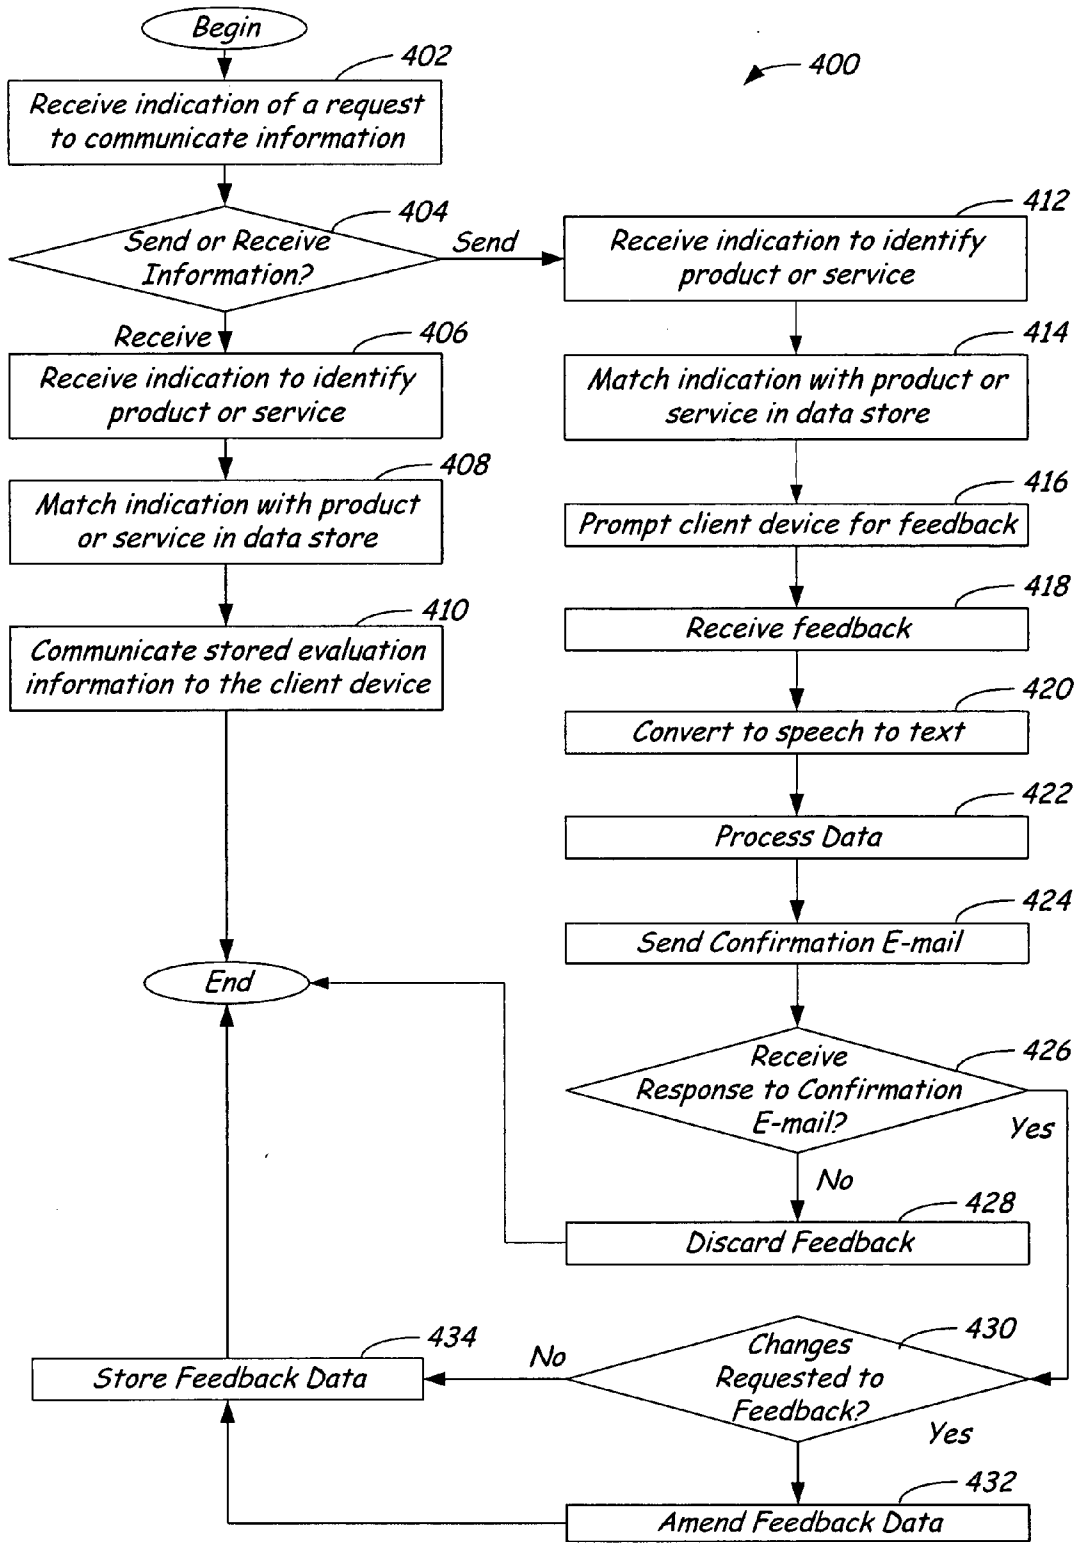 Begin
402
400
Receive indication of a request
to communicate information
404
Send or Receive
Information?
Send
412
Receive indication to identify
product or service
Receive
406
Receive indication to identify
product or service
414
Match indication with product or
service in data store
408
Match indication with product
or service in data store
416
Prompt client device for feedback
410
Communicate stored evaluation
information to the client device
418
Receive feedback
420
Convert to speech to text
422
Process Data
424
Send Confirmation E-mail
End
426
Receive
Response to Confirmation
E-mail?
Yes
No
428
Discard Feedback
430
Changes
Requested to
Feedback?
No
434
Store Feedback Data
Yes
432
Amend Feedback Data